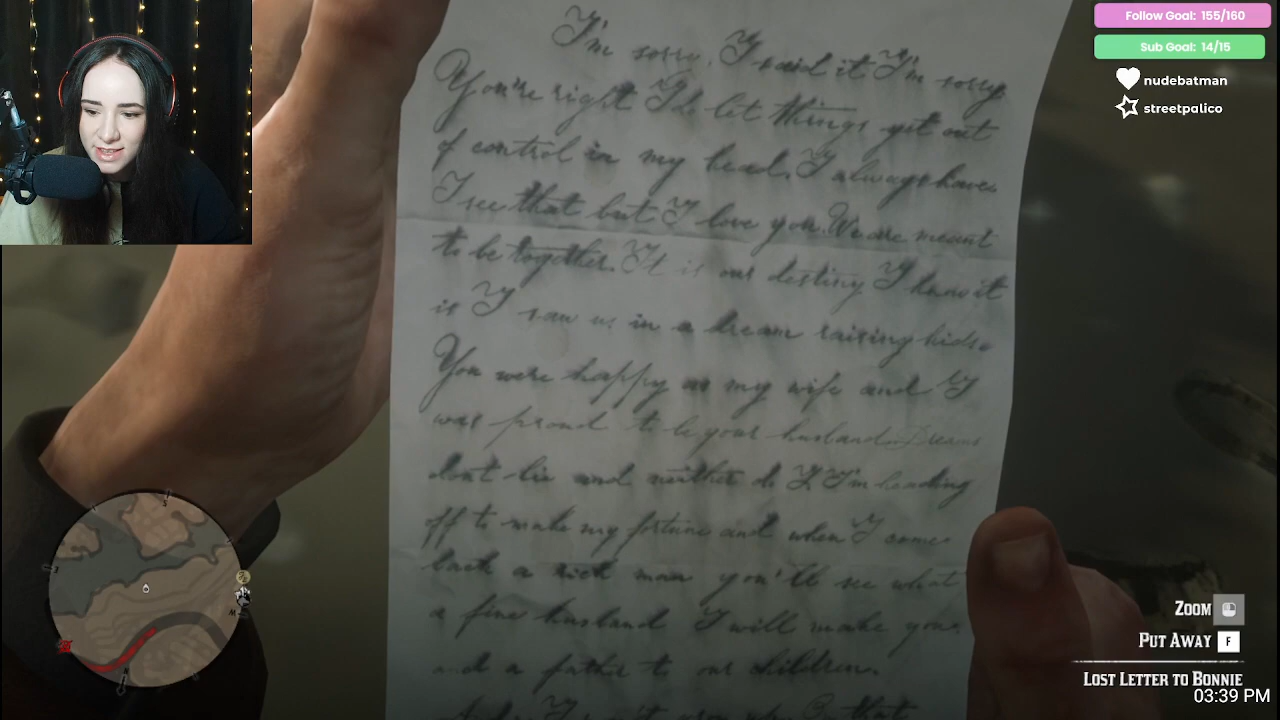 Follow Goal: 155/160
Sub Goal: 14/15
nudebatman
streetpalico
I'm sorry. I said it I'm sorry.
You're right I do let things get out
of control in my head. I always have.
I see that but I love you. We are meant
to be together. It is our destiny I know it
is I saw us in a dream raising kids.
You were happy as my wife and I
was proud to be your husband. Dreams
don't lie and neither do I. I'm heading
off to make my fortune and when I come
back a rich man you'll see what
a fine husband I will make you
and a father to our children.
Zoom
Put Away F
Lost Letter to Bonnie
03:39 PM